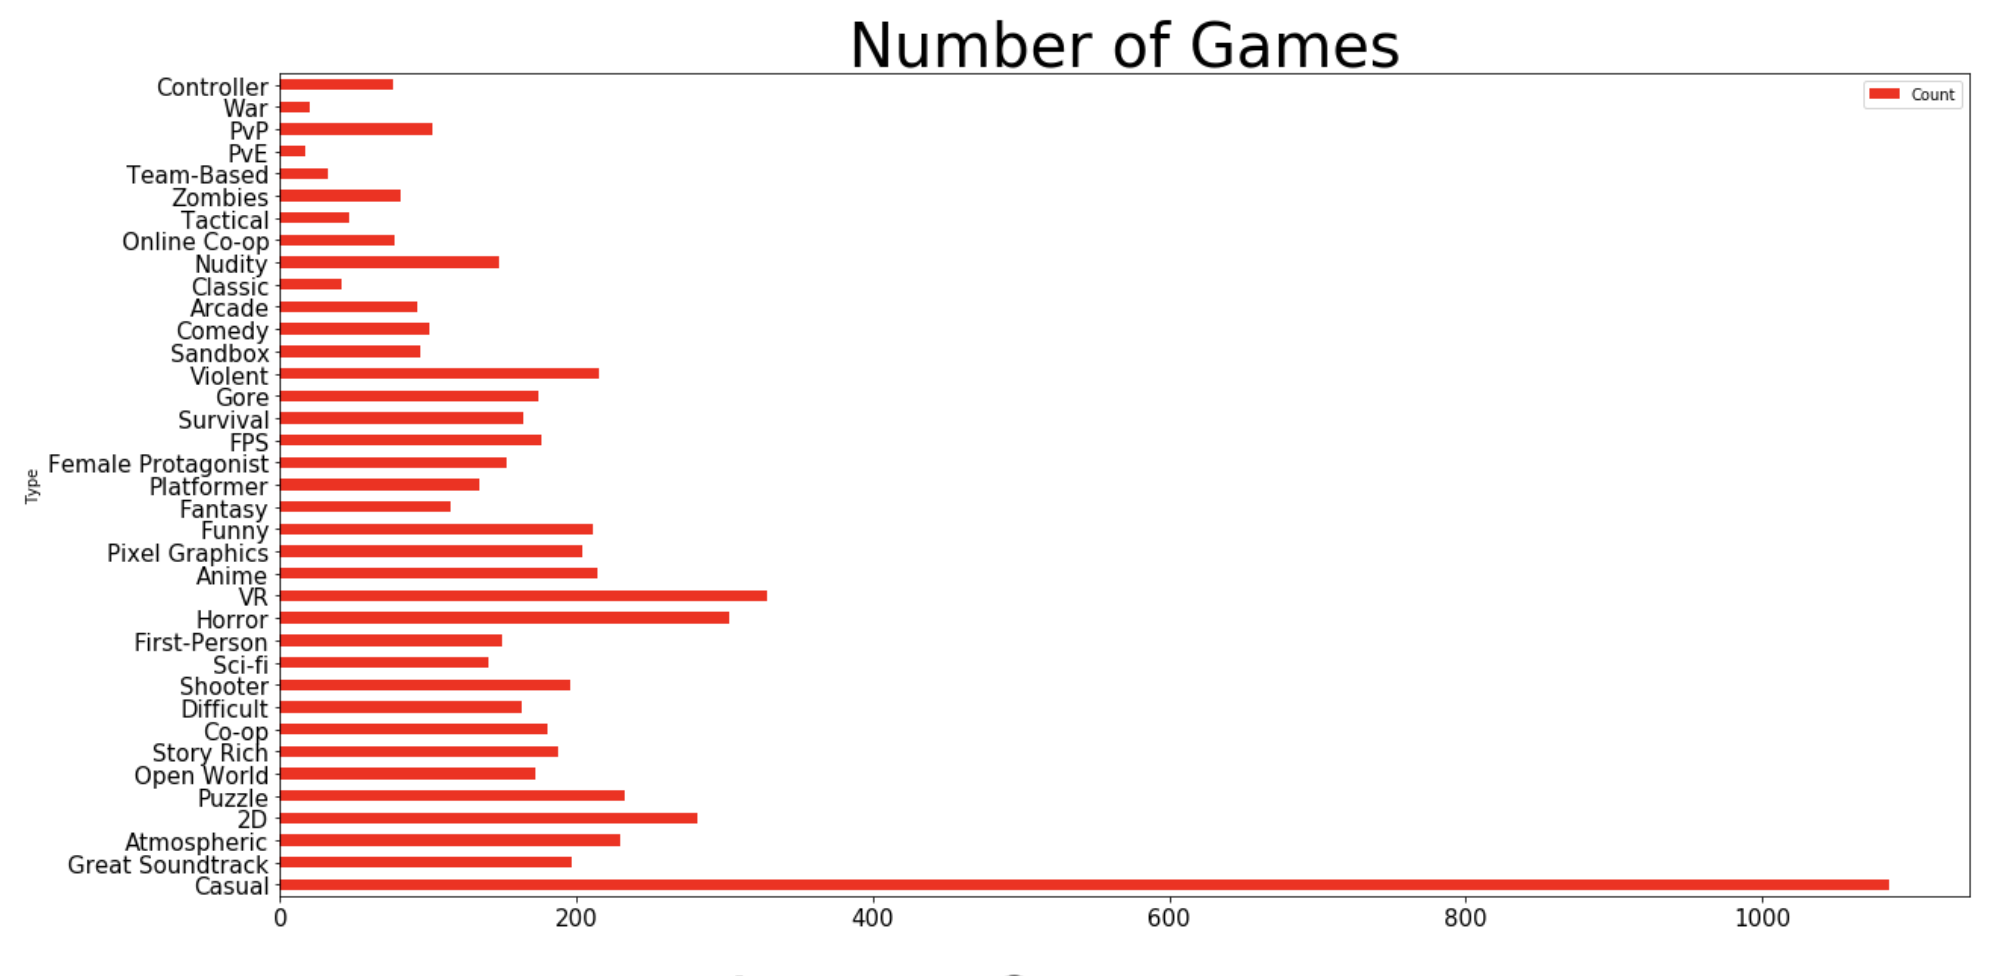 Number of Games
Count
Type
Controller
War
PvP
PvE
Team-Based
Zombies
Tactical
Online Co-op
Nudity
Classic
Arcade
Comedy
Sandbox
Violent
Gore
Survival
FPS
Female Protagonist
Platformer
Fantasy
Funny
Pixel Graphics
Anime
VR
Horror
First-Person
Sci-fi
Shooter
Difficult
Co-op
Story Rich
Open World
Puzzle
2D
Atmospheric
Great Soundtrack
Casual
0 200 400 600 800 1000